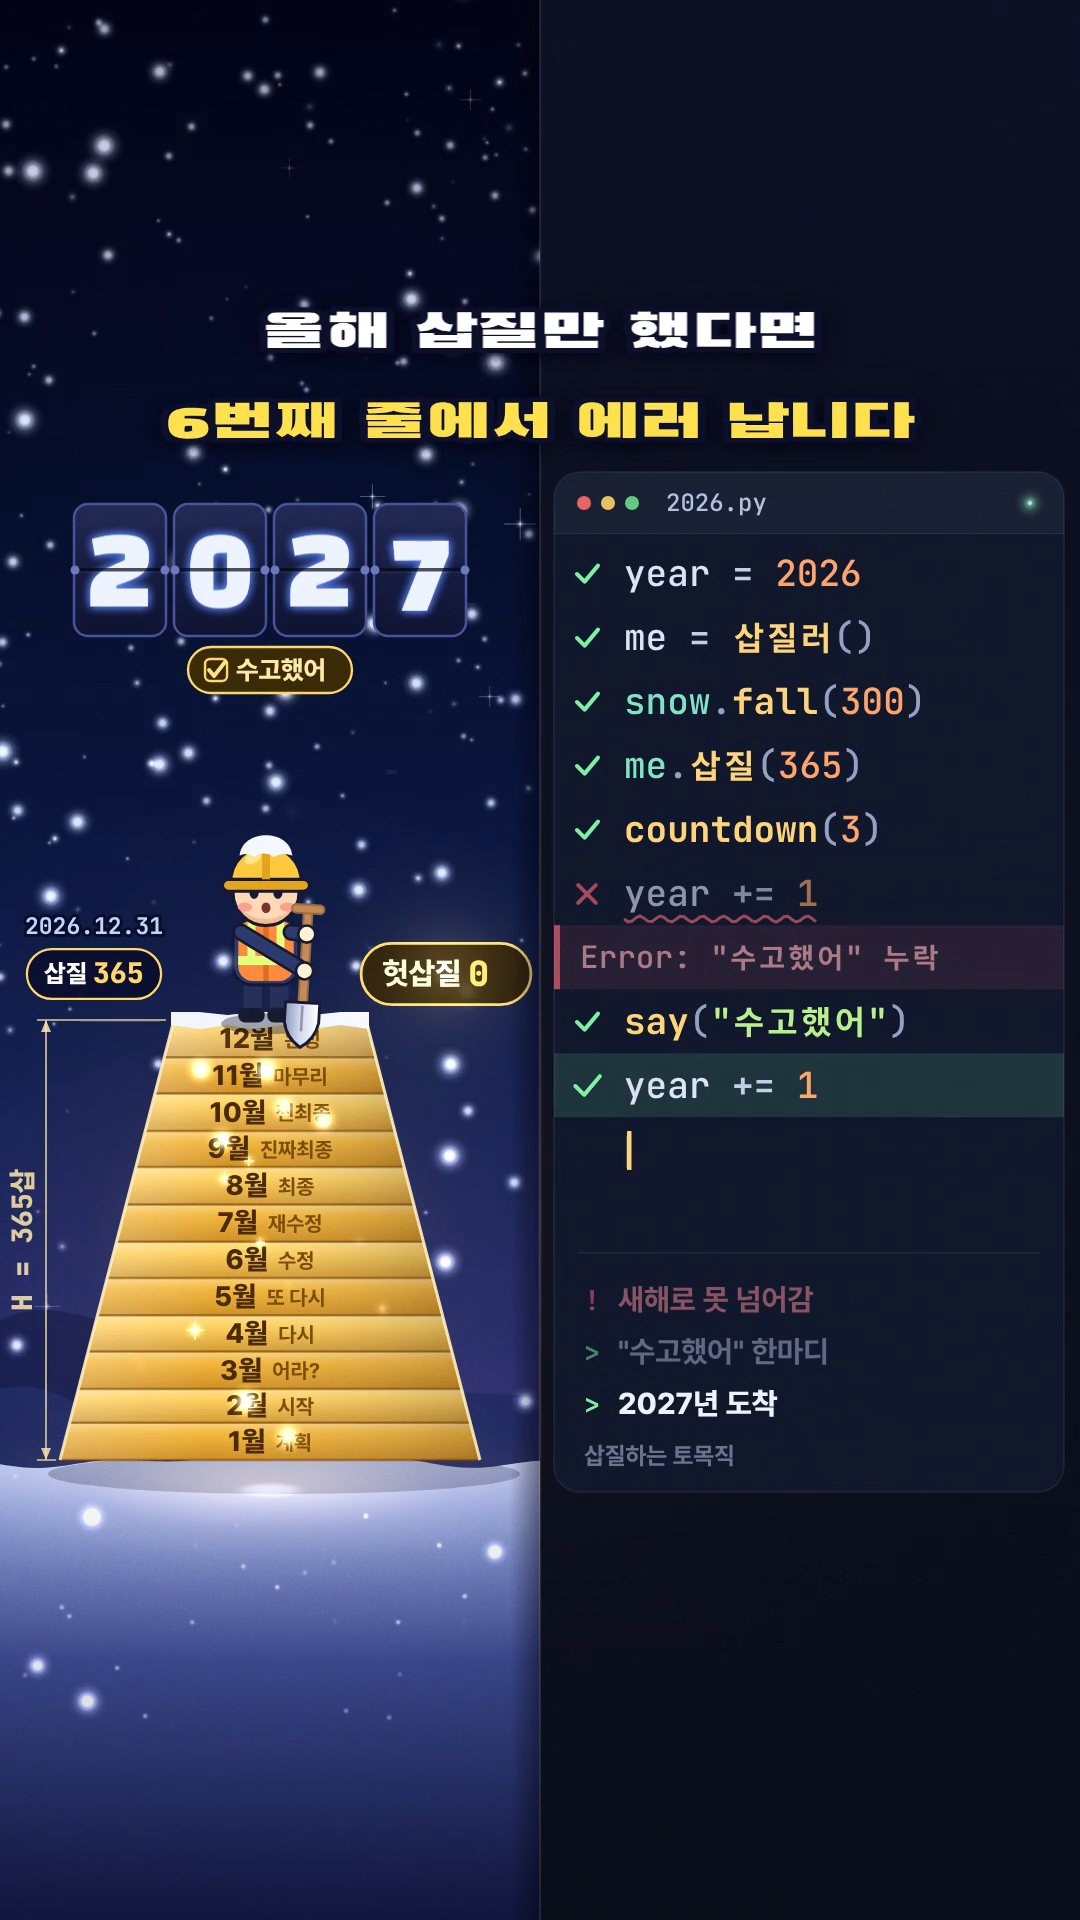 올해 삽질만 했다면
6번째 줄에서 에러 납니다
2027
수고했어
2026.12.31
삽질 365
헛삽질 0
H = 365삽
12월
11월 마무리
10월 찐최종
9월 진짜최종
8월 최종
7월 재수정
6월 수정
5월 또 다시
4월 다시
3월 어라?
2월 시작
1월 계획
2026.py
year = 2026
me = 삽질러()
snow.fall(300)
me.삽질(365)
countdown(3)
year += 1
Error: "수고했어" 누락
say("수고했어")
year += 1
! 새해로 못 넘어감
> "수고했어" 한마디
> 2027년 도착
삽질하는 토목직